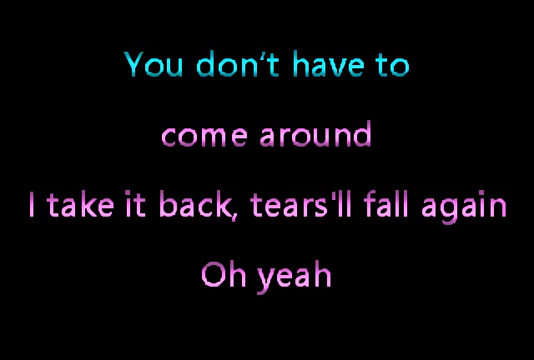 You don't have to
come around
I take it back, tears'll fall again
Oh yeah